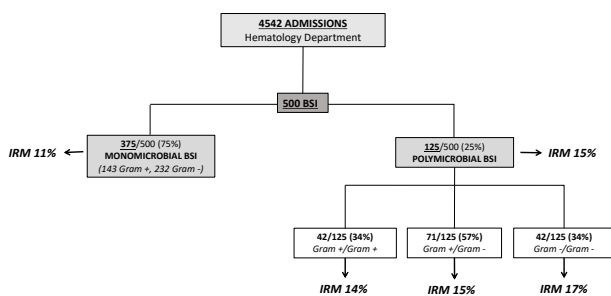 4542 ADMISSIONS
Hematology Department
500 BSI
375/500 (75%)
MONOMICROBIAL BSI
(143 Gram +, 232 Gram -)
IRM 11%
125/500 (25%)
POLYMICROBIAL BSI
IRM 15%
42/125 (34%)
Gram +/Gram +
71/125 (57%)
Gram +/Gram -
42/125 (34%)
Gram -/Gram -
IRM 14%
IRM 15%
IRM 17%